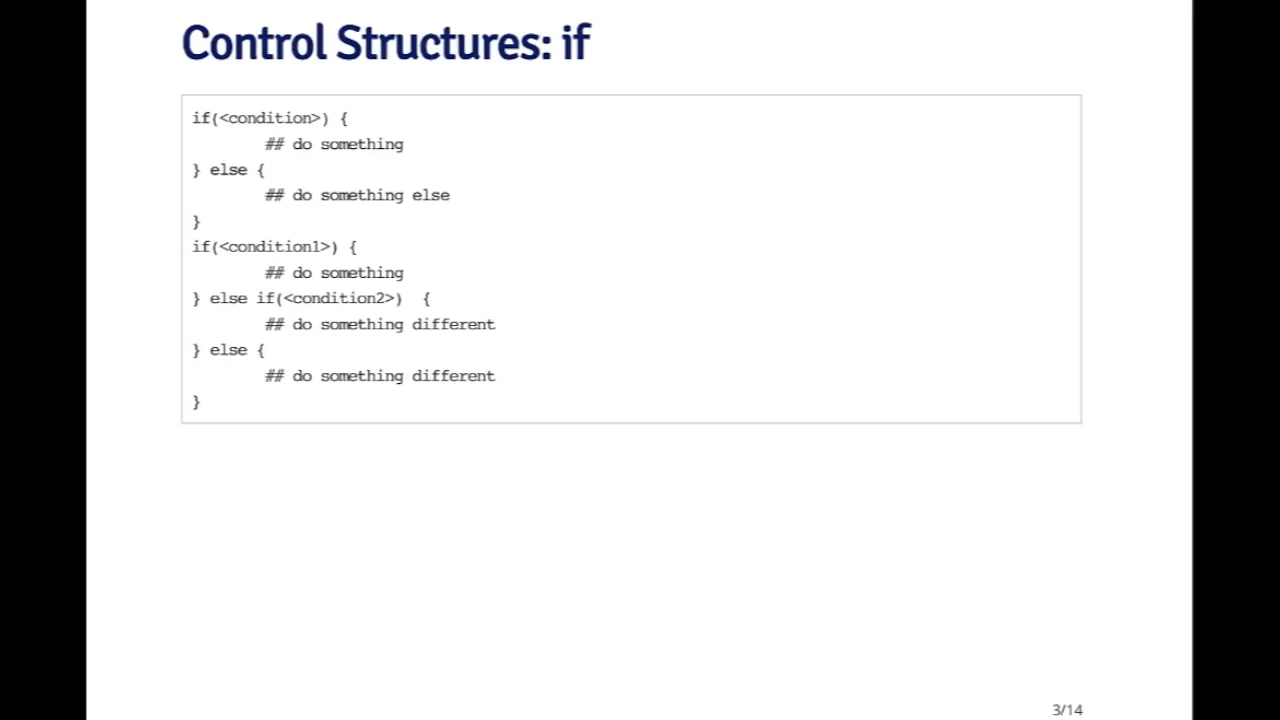 Control Structures: if
if(<condition>) {
        ## do something
} else {
        ## do something else
}
if(<condition1>) {
        ## do something
} else if(<condition2>)  {
        ## do something different
} else {
        ## do something different
}
3/14